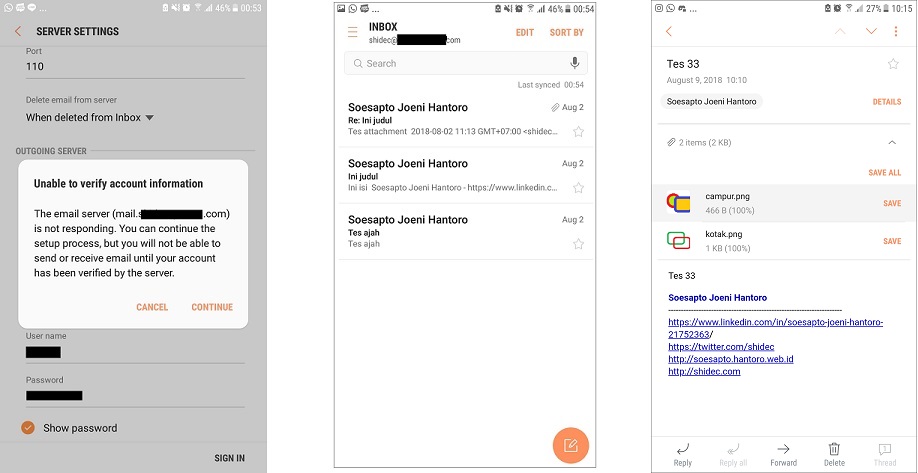 ... 46% 00:53
SERVER SETTINGS
Port
110
Delete email from server
When deleted from Inbox
OUTGOING SERVER
Unable to verify account information
The email server (mail.s .com)
is not responding. You can continue the
setup process, but you will not be able to
send or receive email until your account
has been verified by the server.
CANCEL CONTINUE
User name
Password
Show password
SIGN IN
... 46% 00:54
INBOX
shidec@ .com
EDIT SORT BY
Search
Last synced 00:54
Soesapto Joeni Hantoro Aug 2
Re: Ini judul
Tes attachment 2018-08-02 11:13 GMT+07:00 <shidec...
Soesapto Joeni Hantoro Aug 2
Ini judul
Ini isi Soesapto Joeni Hantoro - https://www.linkedin.c...
Soesapto Joeni Hantoro Aug 2
Tes ajah
Tes ajah
... 27% 10:15
Tes 33
August 9, 2018 10:10
Soesapto Joeni Hantoro DETAILS
2 items (2 KB)
SAVE ALL
campur.png
466 B (100%)
SAVE
kotak.png
1 KB (100%)
SAVE
Tes 33
Soesapto Joeni Hantoro
------------------------------------------------------------
https://www.linkedin.com/in/soesapto-joeni-hantoro-
21752363/
https://twitter.com/shidec
http://soesapto.hantoro.web.id
http://shidec.com
Reply Reply all Forward Delete Thread